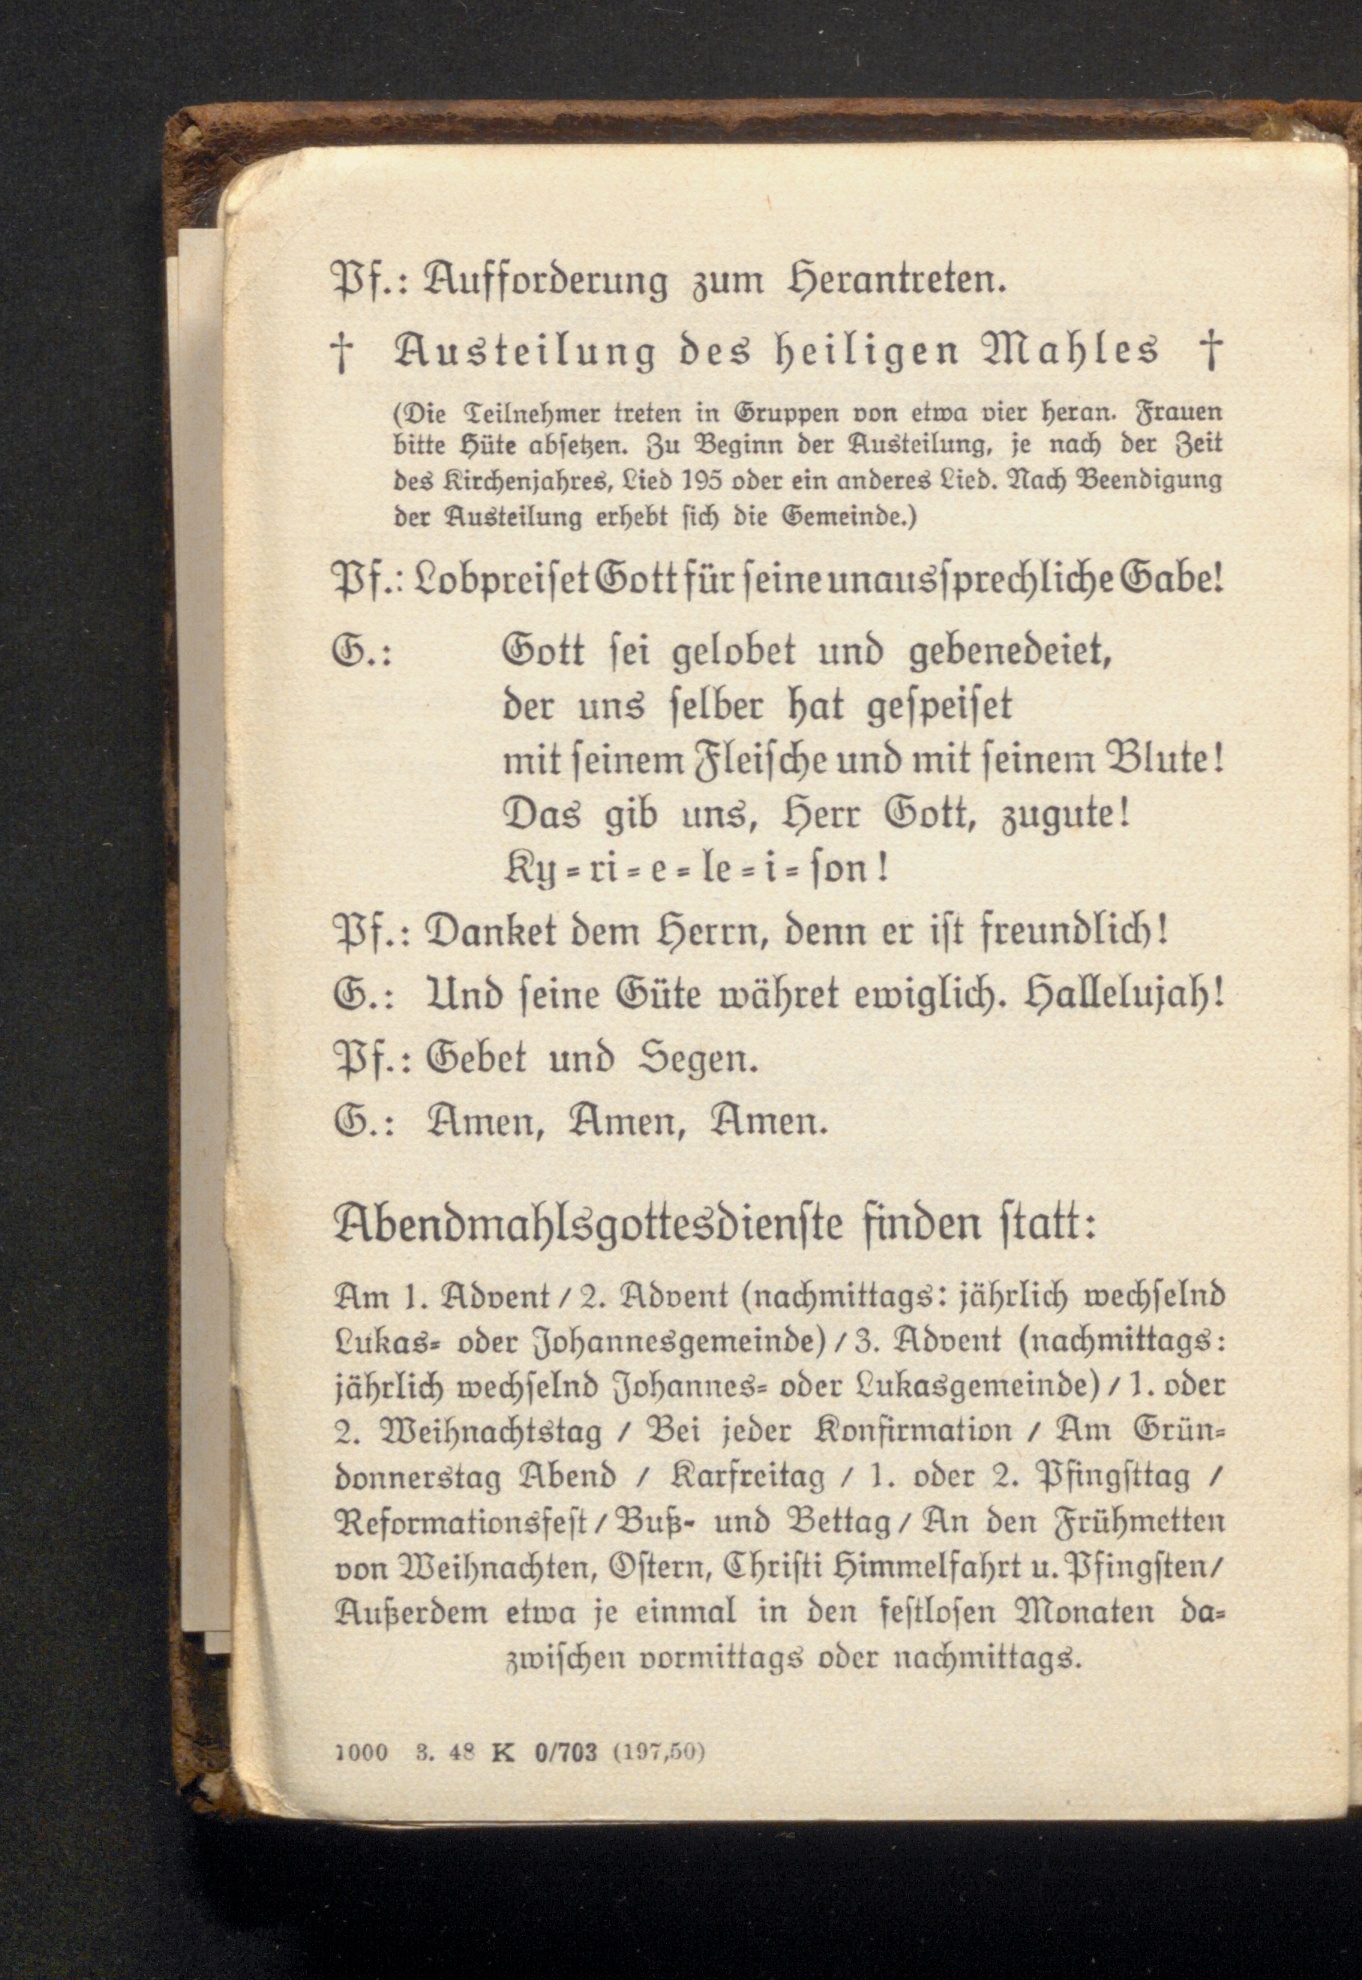 Pf.: Aufforderung zum Herantreten.
† Austeilung des heiligen Mahles †
(Die Teilnehmer treten in Gruppen von etwa vier heran. Frauen
bitte Hüte absetzen. Zu Beginn der Austeilung, je nach der Zeit
des Kirchenjahres, Lied 195 oder ein anderes Lied. Nach Beendigung
der Austeilung erhebt sich die Gemeinde.)
Pf.: Lobpreiset Gott für seine unaussprechliche Gabe!
G.: Gott sei gelobet und gebenedeiet,
der uns selber hat gespeiset
mit seinem Fleische und mit seinem Blute!
Das gib uns, Herr Gott, zugute!
Ky-ri-e-le-i-son!
Pf.: Danket dem Herrn, denn er ist freundlich!
G.: Und seine Güte währet ewiglich. Hallelujah!
Pf.: Gebet und Segen.
G.: Amen, Amen, Amen.
Abendmahlsgottesdienste finden statt:
Am 1. Advent / 2. Advent (nachmittags: jährlich wechselnd
Lukas- oder Johannesgemeinde) / 3. Advent (nachmittags:
jährlich wechselnd Johannes- oder Lukasgemeinde) / 1. oder
2. Weihnachtstag / Bei jeder Konfirmation / Am Grün-
donnerstag Abend / Karfreitag / 1. oder 2. Pfingsttag /
Reformationsfest / Buß- und Bettag / An den Frühmetten
von Weihnachten, Ostern, Christi Himmelfahrt u. Pfingsten /
Außerdem etwa je einmal in den festlosen Monaten da-
zwischen vormittags oder nachmittags.
1000 3. 48 K 0/703 (197,50)